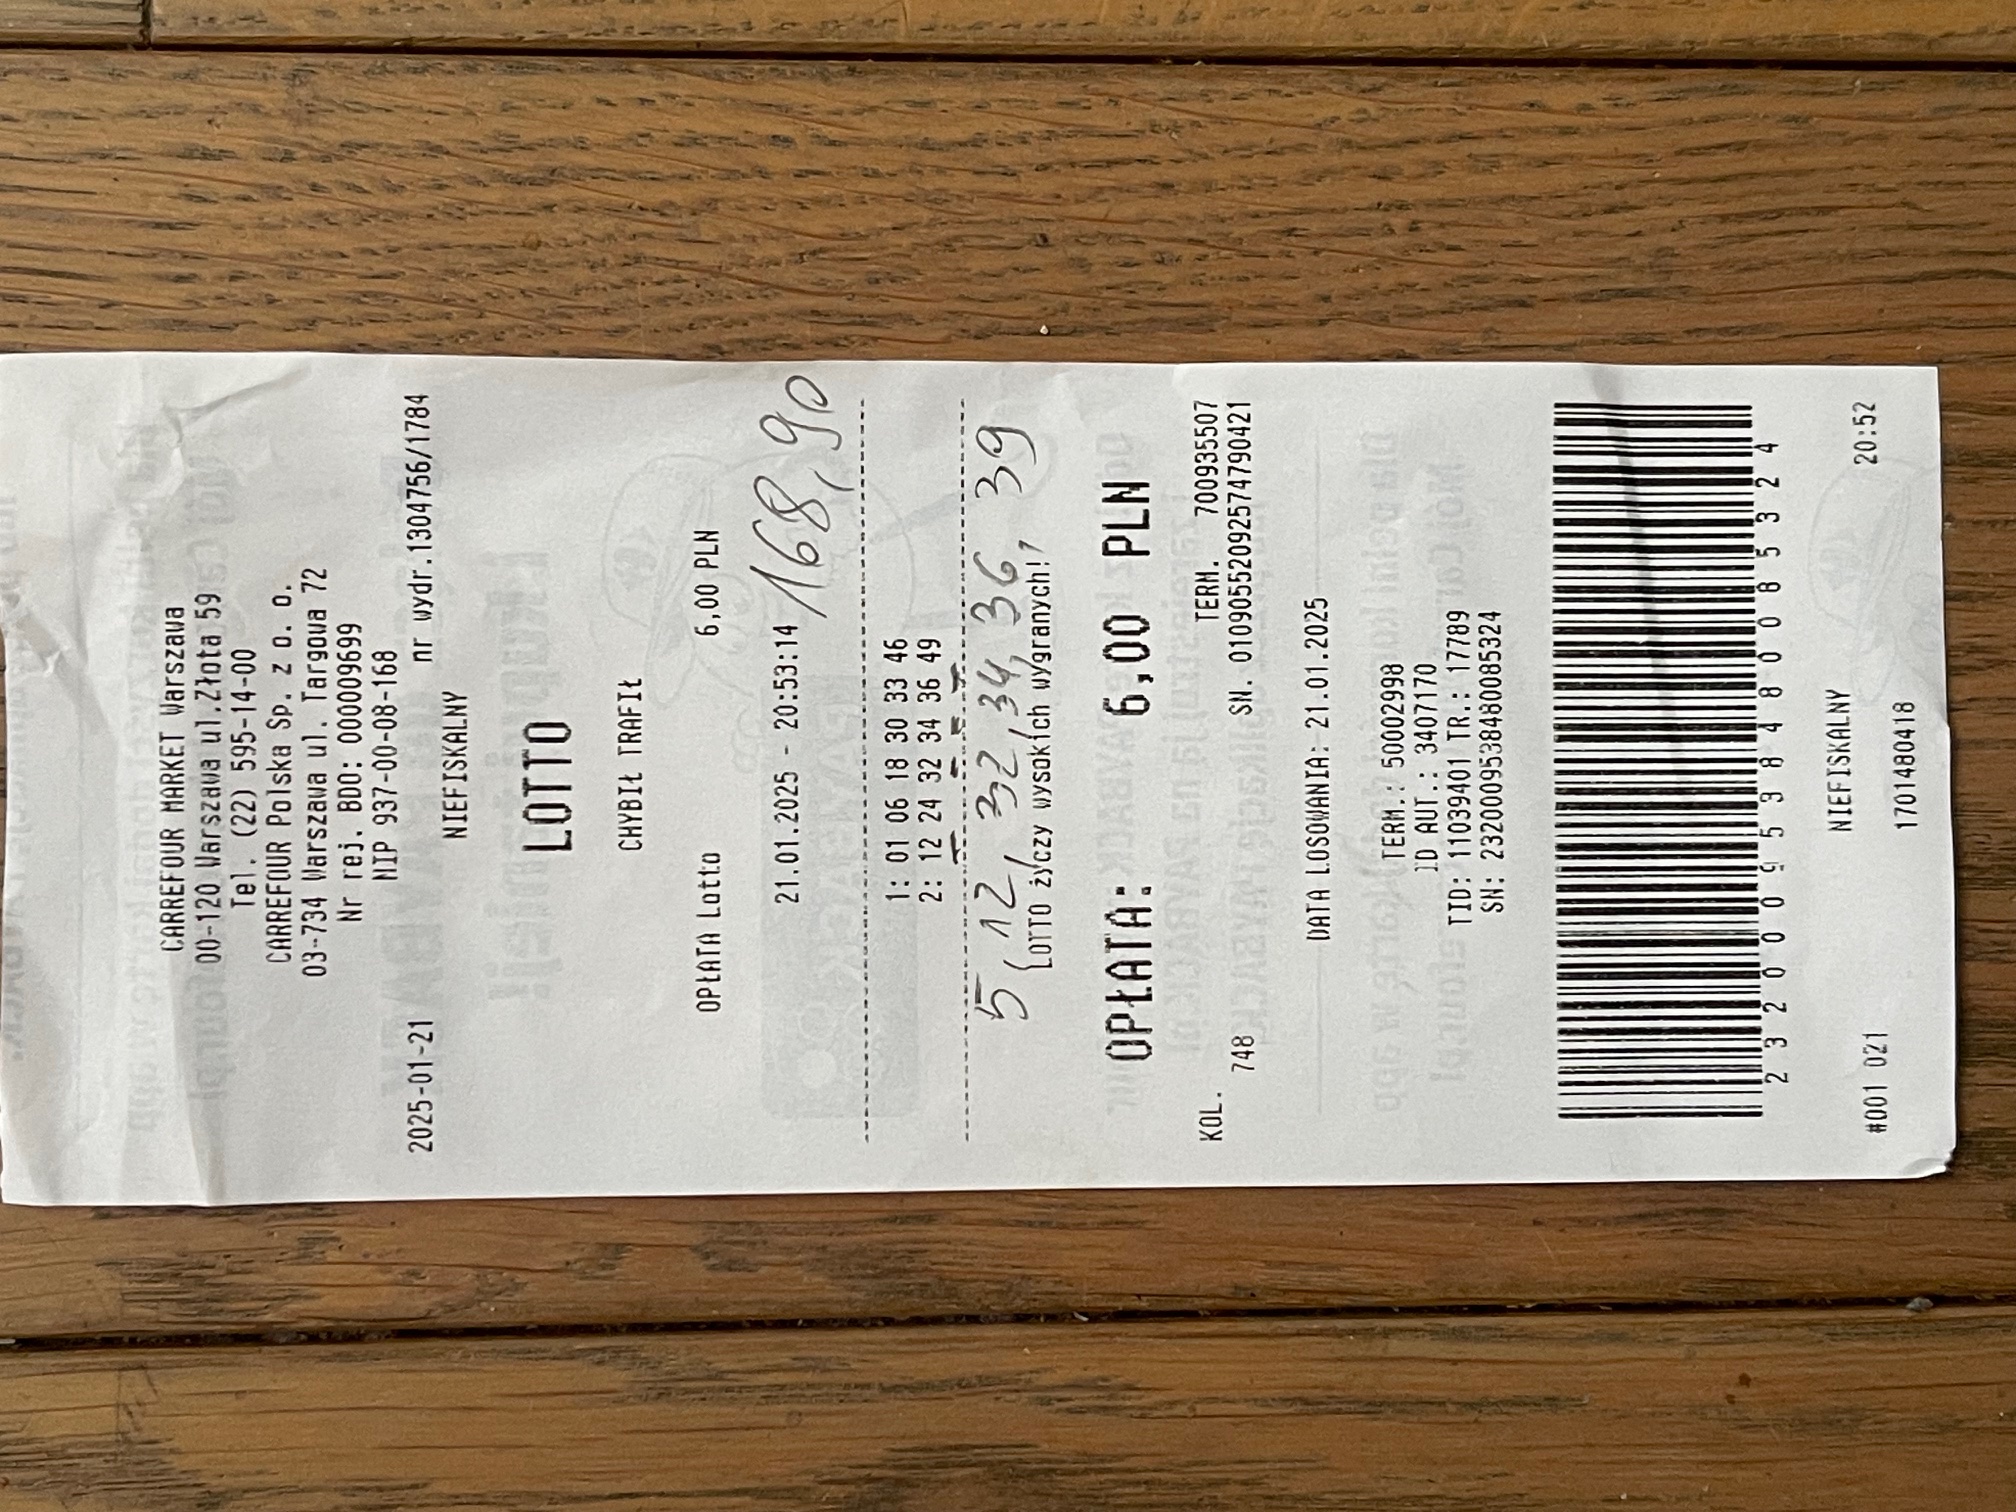 CARREFOUR MARKET Warszawa
00-120 Warszawa ul.Złota 59
Tel. (22) 595-14-00
CARREFOUR Polska Sp. z o.o.
03-734 Warszawa ul. Targowa 72
Nr rej. BDO: 000009699
NIP 937-00-08-168
2025-01-21 nr wydr.1304756/1784
NIEFISKALNY
LOTTO
CHYBIŁ TRAFIŁ
OPŁATA Lotto 6,00 PLN
21.01.2025 - 20:53:14
168,90
1: 01 06 18 30 33 46
2: 12 24 32 34 36 49
5, 12, 32, 34, 36, 39
LOTTO życzy wysokich wygranych!
OPŁATA: 6,00 PLN
KOL. TERM. 700935507
748 SN. 010905520925747790421
DATA LOSOWANIA: 21.01.2025
TERM.: 50002998
ID AUT.: 3407170
TID: 11039401 TR.: 17789
SN: 23200095384800085324
2 3 2 0 0 0 9 5 3 8 4 8 0 0 8 5 3 2 4
NIEFISKALNY
#001 021 20:52
1701480418